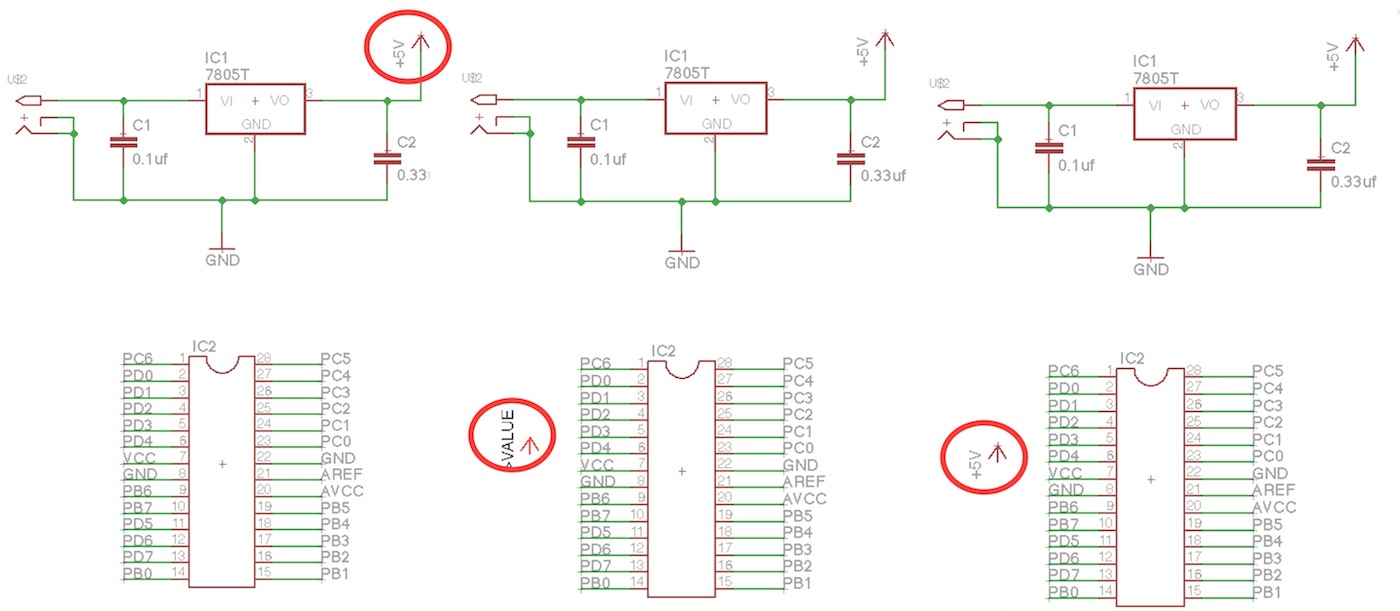 +5V
IC1
7805T
U$2
1
VI
+
VO
3
GND
2
+
C1
0.1uf
C2
0.33
GND
IC2
PC6 1 28 PC5
PD0 2 27 PC4
PD1 3 26 PC3
PD2 4 25 PC2
PD3 5 24 PC1
PD4 6 23 PC0
VCC 7 22 GND
GND 8 21 AREF
PB6 9 20 AVCC
PB7 10 19 PB5
PD5 11 18 PB4
PD6 12 17 PB3
PD7 13 16 PB2
PB0 14 15 PB1
+5V
IC1
7805T
U$2
1
VI
+
VO
3
GND
2
+
C1
0.1uf
C2
0.33uf
GND
>VALUE
IC2
PC6 1 28 PC5
PD0 2 27 PC4
PD1 3 26 PC3
PD2 4 25 PC2
PD3 5 24 PC1
PD4 6 23 PC0
VCC 7 22 GND
GND 8 21 AREF
PB6 9 20 AVCC
PB7 10 19 PB5
PD5 11 18 PB4
PD6 12 17 PB3
PD7 13 16 PB2
PB0 14 15 PB1
+5V
IC1
7805T
U$2
1
VI
+
VO
3
GND
2
+
C1
0.1uf
C2
0.33uf
GND
+5V
IC2
PC6 1 28 PC5
PD0 2 27 PC4
PD1 3 26 PC3
PD2 4 25 PC2
PD3 5 24 PC1
PD4 6 23 PC0
VCC 7 22 GND
GND 8 21 AREF
PB6 9 20 AVCC
PB7 10 19 PB5
PD5 11 18 PB4
PD6 12 17 PB3
PD7 13 16 PB2
PB0 14 15 PB1